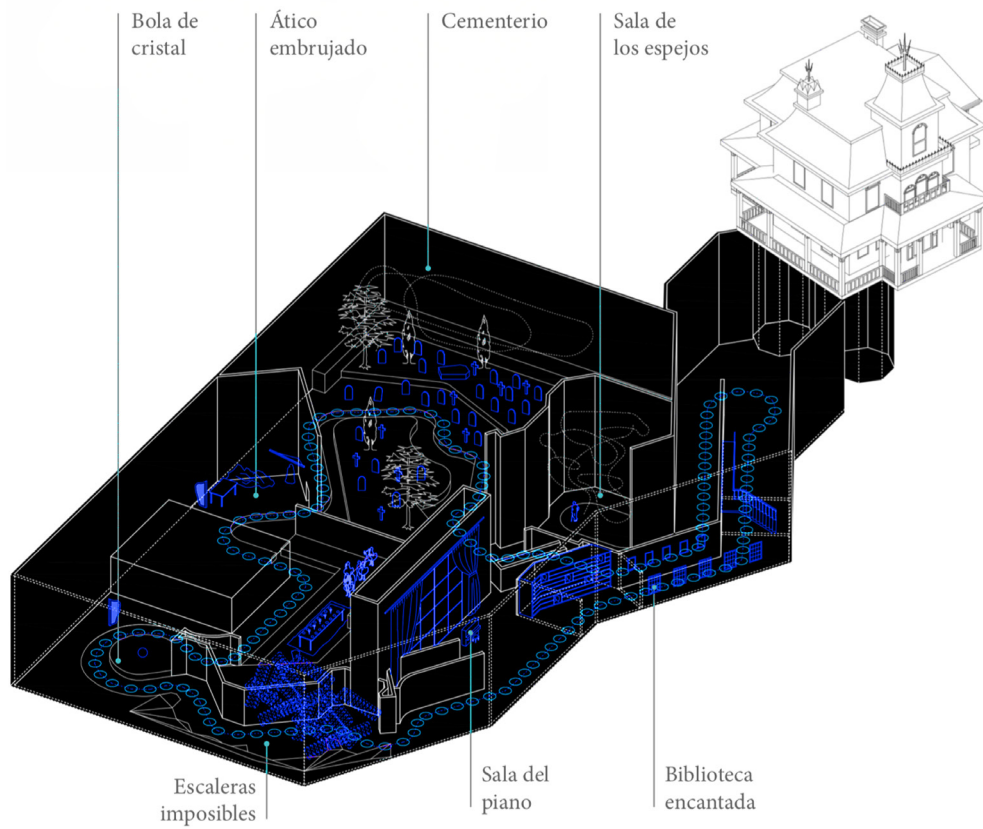 Bola de
cristal
Ático
embrujado
Cementerio
Sala de
los espejos
Escaleras
imposibles
Sala del
piano
Biblioteca
encantada